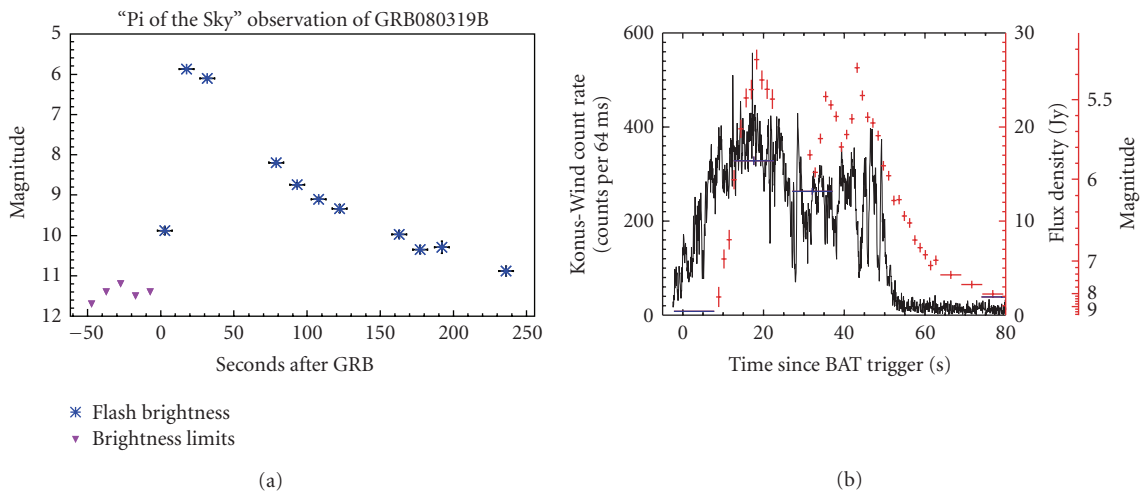 “Pi of the Sky” observation of GRB080319B
5
6
7
8
9
10
11
12
Magnitude
−50
0
50
100
150
200
250
Seconds after GRB
Flash brightness
Brightness limits
(a)
600
400
200
0
Konus-Wind count rate
(counts per 64 ms)
0
20
40
60
80
Time since BAT trigger (s)
30
20
10
0
Flux density (Jy)
5.5
6
7
8
9
Magnitude
(b)